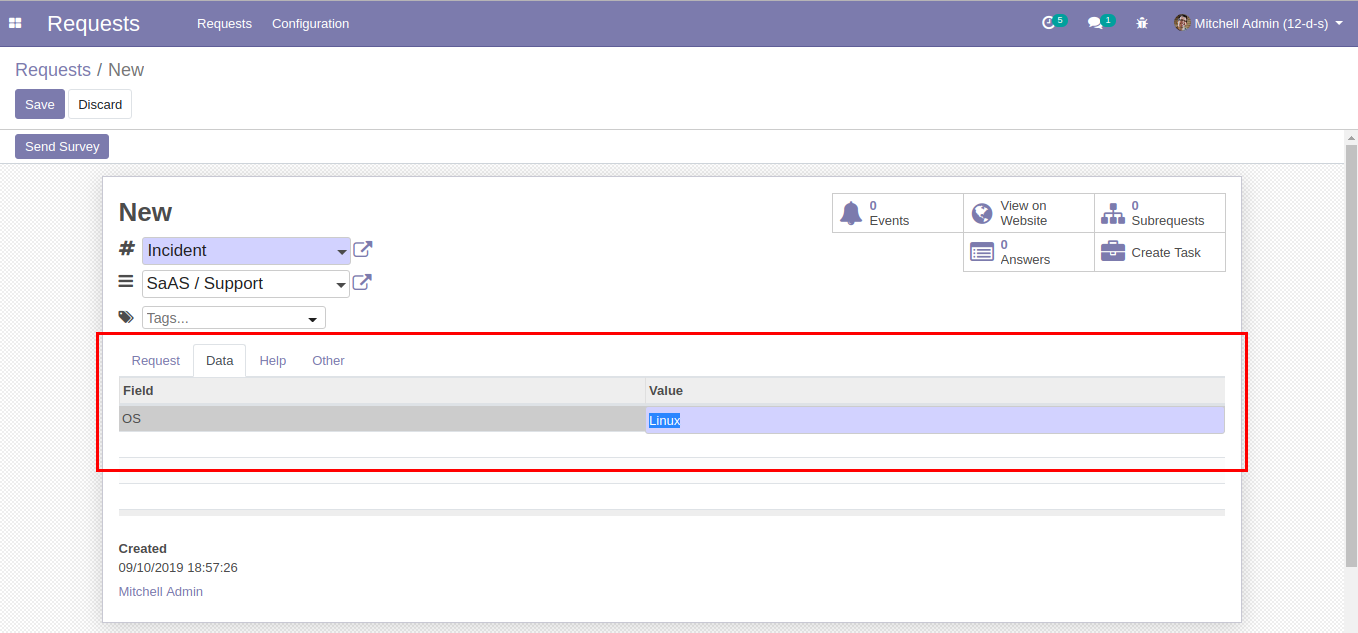 Requests Requests Configuration 5 1 Mitchell Admin (12-d-s)
Requests / New
Save Discard
Send Survey
New
0 Events
View on Website
0 Subrequests
0 Answers
Create Task
# Incident
SaAS / Support
Tags...
Request Data Help Other
Field Value
OS Linux
Created
09/10/2019 18:57:26
Mitchell Admin